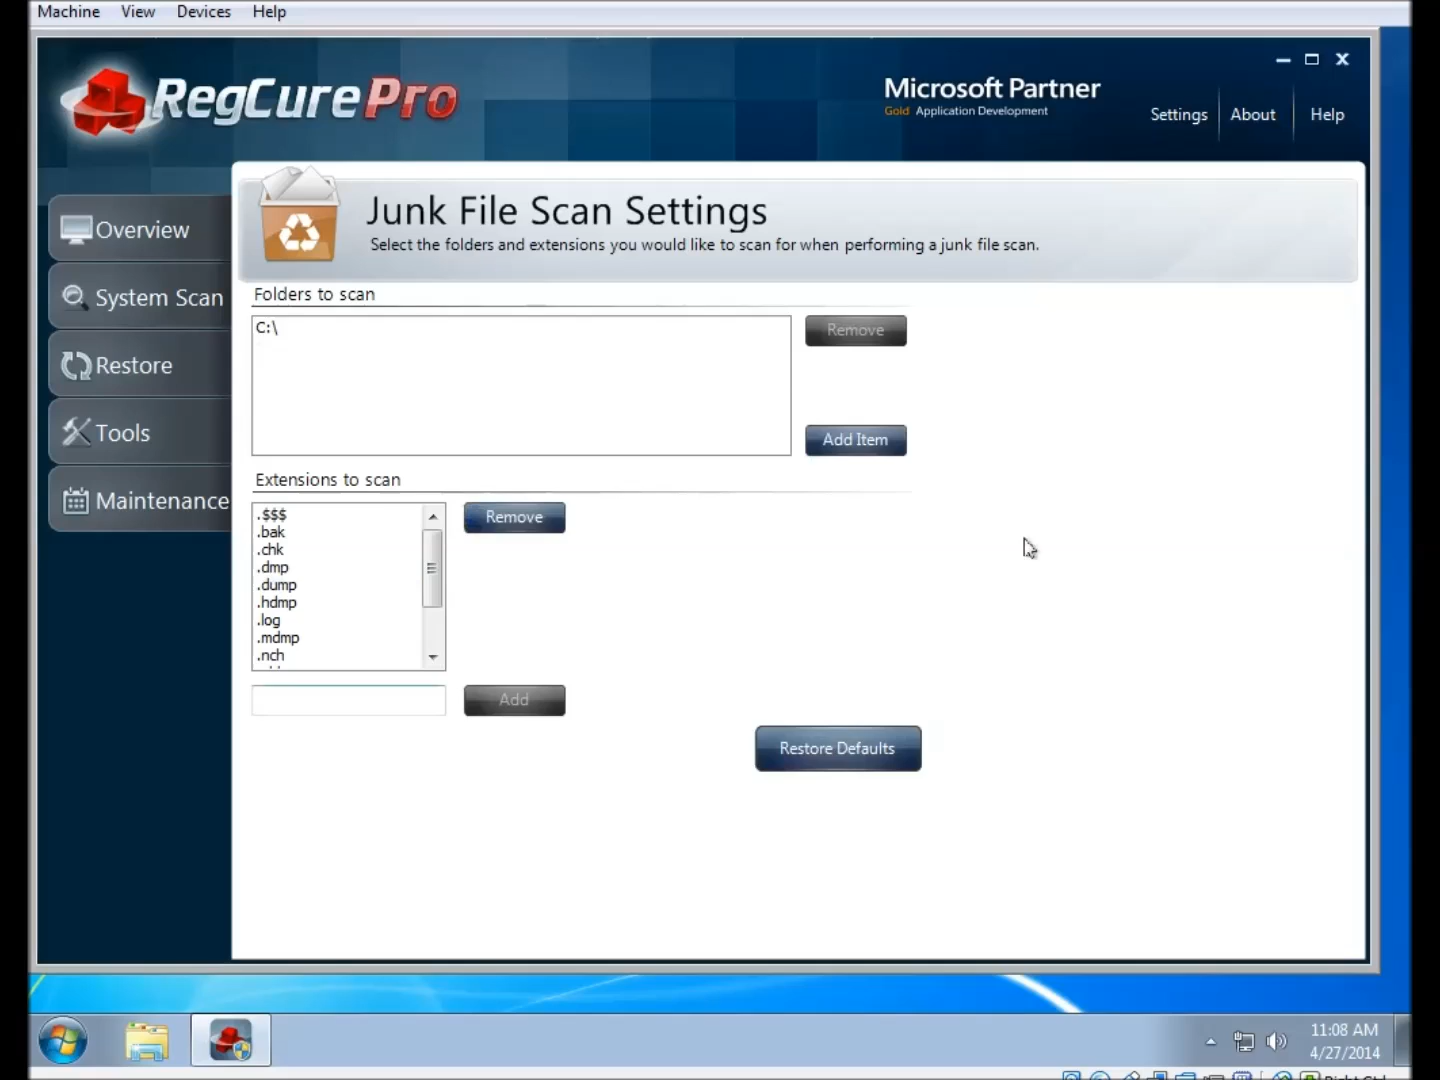 Machine View Devices Help
RegCure Pro
Microsoft Partner
Gold Application Development
Settings About Help
Overview
System Scan
Restore
Tools
Maintenance
Junk File Scan Settings
Select the folders and extensions you would like to scan for when performing a junk file scan.
Folders to scan
C:\
Remove
Add Item
Extensions to scan
.$$$
.bak
.chk
.dmp
.dump
.hdmp
.log
.mdmp
.nch
Remove
Add
Restore Defaults
11:08 AM
4/27/2014